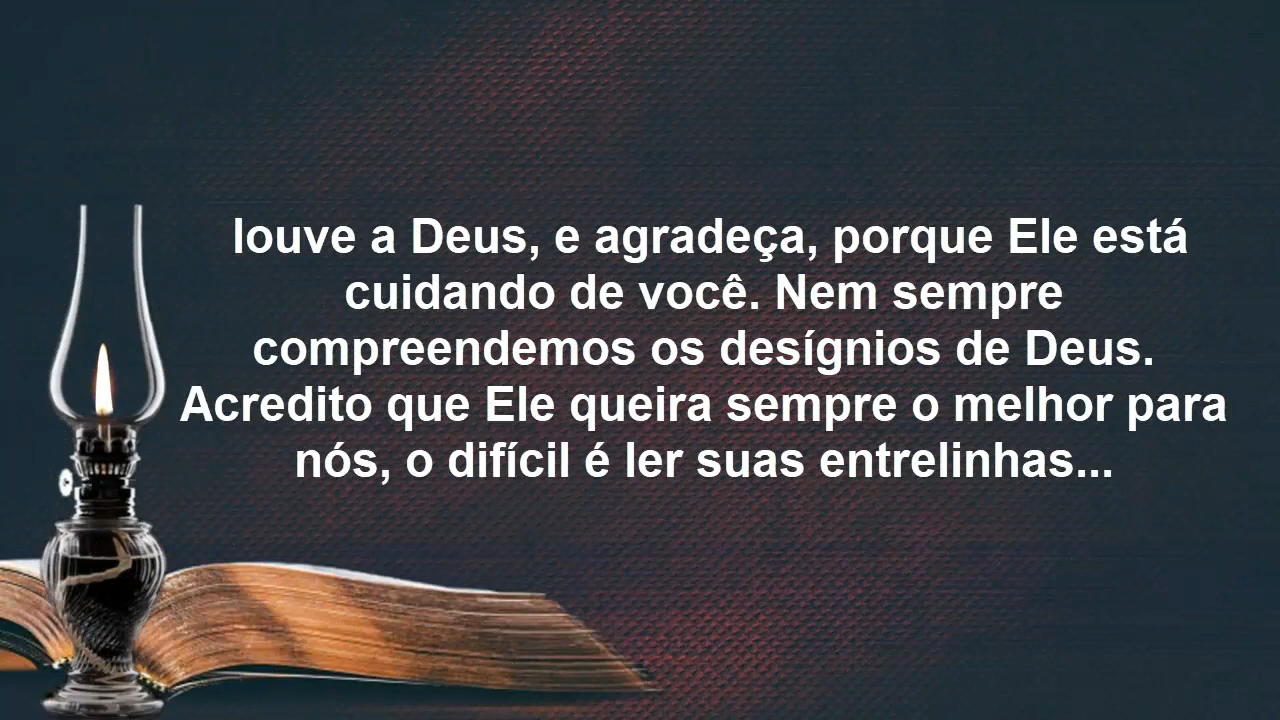 louve a Deus, e agradeça, porque Ele está
cuidando de você. Nem sempre
compreendemos os desígnios de Deus.
Acredito que Ele queira sempre o melhor para
nós, o difícil é ler suas entrelinhas...